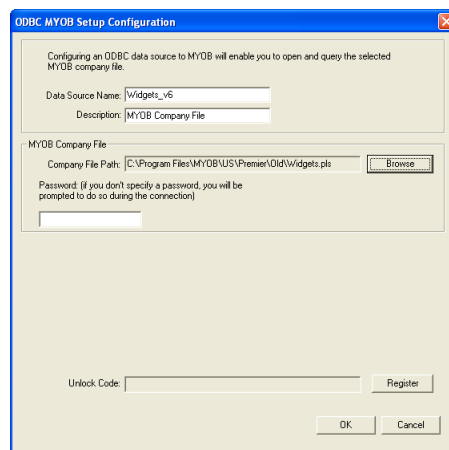 ODBC MYOB Setup Configuration
Configuring an ODBC data source to MYOB will enable you to open and query the selected
MYOB company file.
Data Source Name: Widgets_v6
Description: MYOB Company File
MYOB Company File
Company File Path: C:\Program Files\MYOB\US\Premier\Old\Widgets.pls Browse
Password: (if you don't specify a password, you will be
prompted to do so during the connection)
Unlock Code: Register
OK Cancel